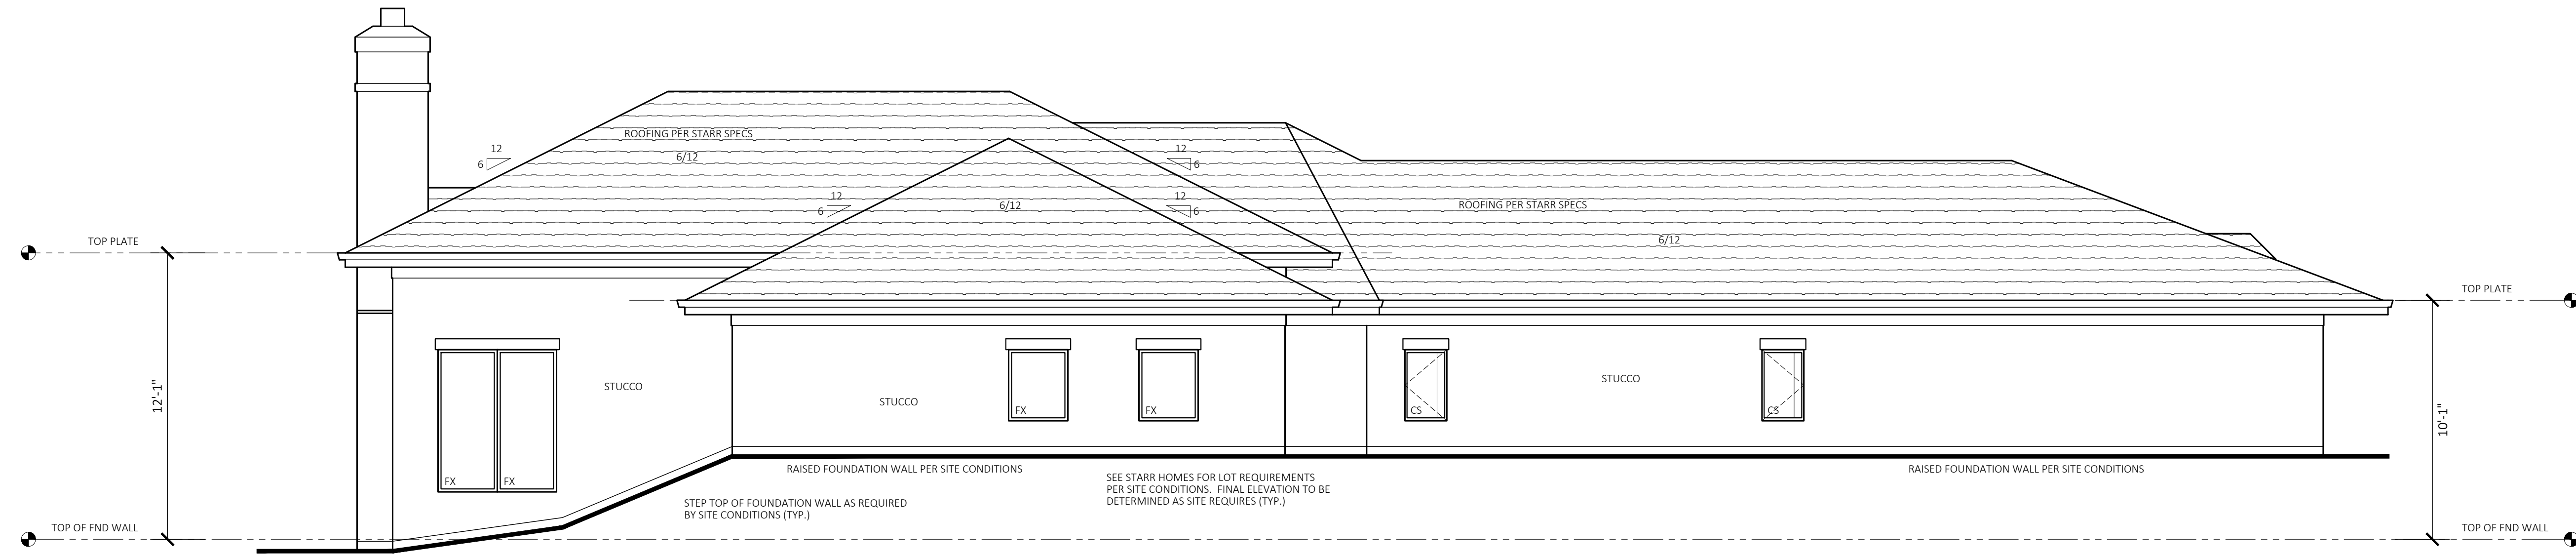 ROOFING PER STARR SPECS
12
6
6/12
12
6
12
6
6/12
12
6
ROOFING PER STARR SPECS
6/12
TOP PLATE
TOP PLATE
12'-1"
10'-1"
STUCCO
STUCCO
STUCCO
FX
FX
FX
FX
CS
CS
RAISED FOUNDATION WALL PER SITE CONDITIONS
RAISED FOUNDATION WALL PER SITE CONDITIONS
SEE STARR HOMES FOR LOT REQUIREMENTS
PER SITE CONDITIONS. FINAL ELEVATION TO BE
DETERMINED AS SITE REQUIRES (TYP.)
STEP TOP OF FOUNDATION WALL AS REQUIRED
BY SITE CONDITIONS (TYP.)
TOP OF FND WALL
TOP OF FND WALL